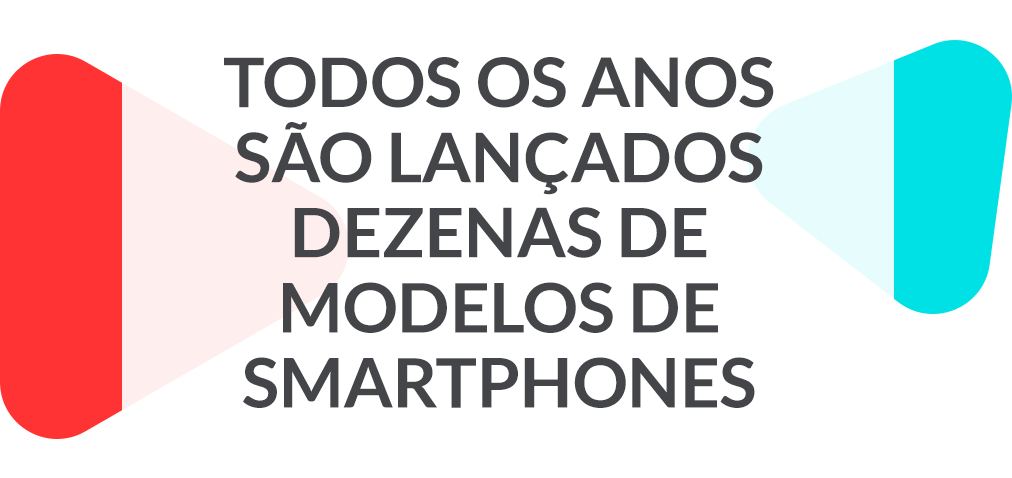 TODOS OS ANOS
SÃO LANÇADOS
DEZENAS DE
MODELOS DE
SMARTPHONES